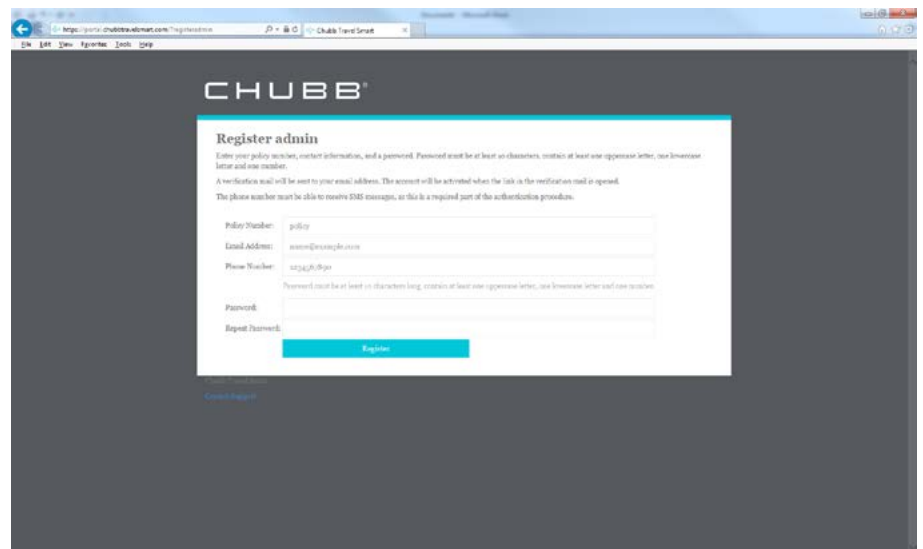 https://portal.chubbtravelsmart.com/?registeradmin
Chubb Travel Smart
File Edit View Favorites Tools Help
CHUBB®
Register admin
Enter your policy number, contact information, and a password. Password must be at least 10 characters, contain at least one uppercase letter, one lowercase
letter and one number.
A verification mail will be sent to your email address. The account will be activated when the link in the verification mail is opened.
The phone number must be able to receive SMS messages, as this is a required part of the authentication procedure.
Policy Number: policy
Email Address: name@example.com
Phone Number: 1234567890
Password must be at least 10 characters long, contain at least one uppercase letter, one lowercase letter and one number.
Password:
Repeat Password:
Register
Contact Support